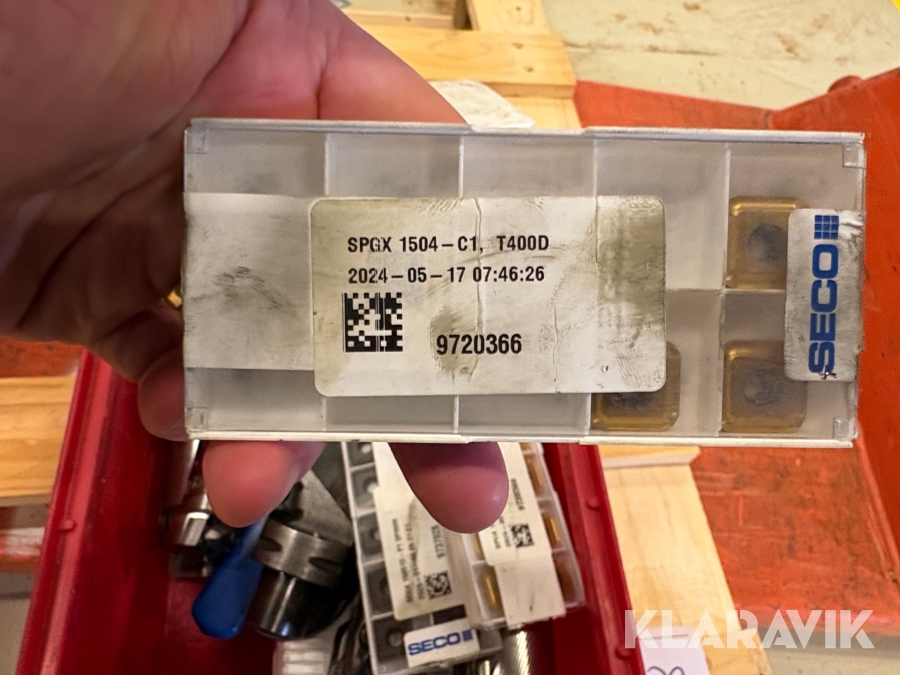 SPGX 1504-C1, T400D
2024-05-17 07:46:26
9720366
SECO
SECO
KLARAVIK